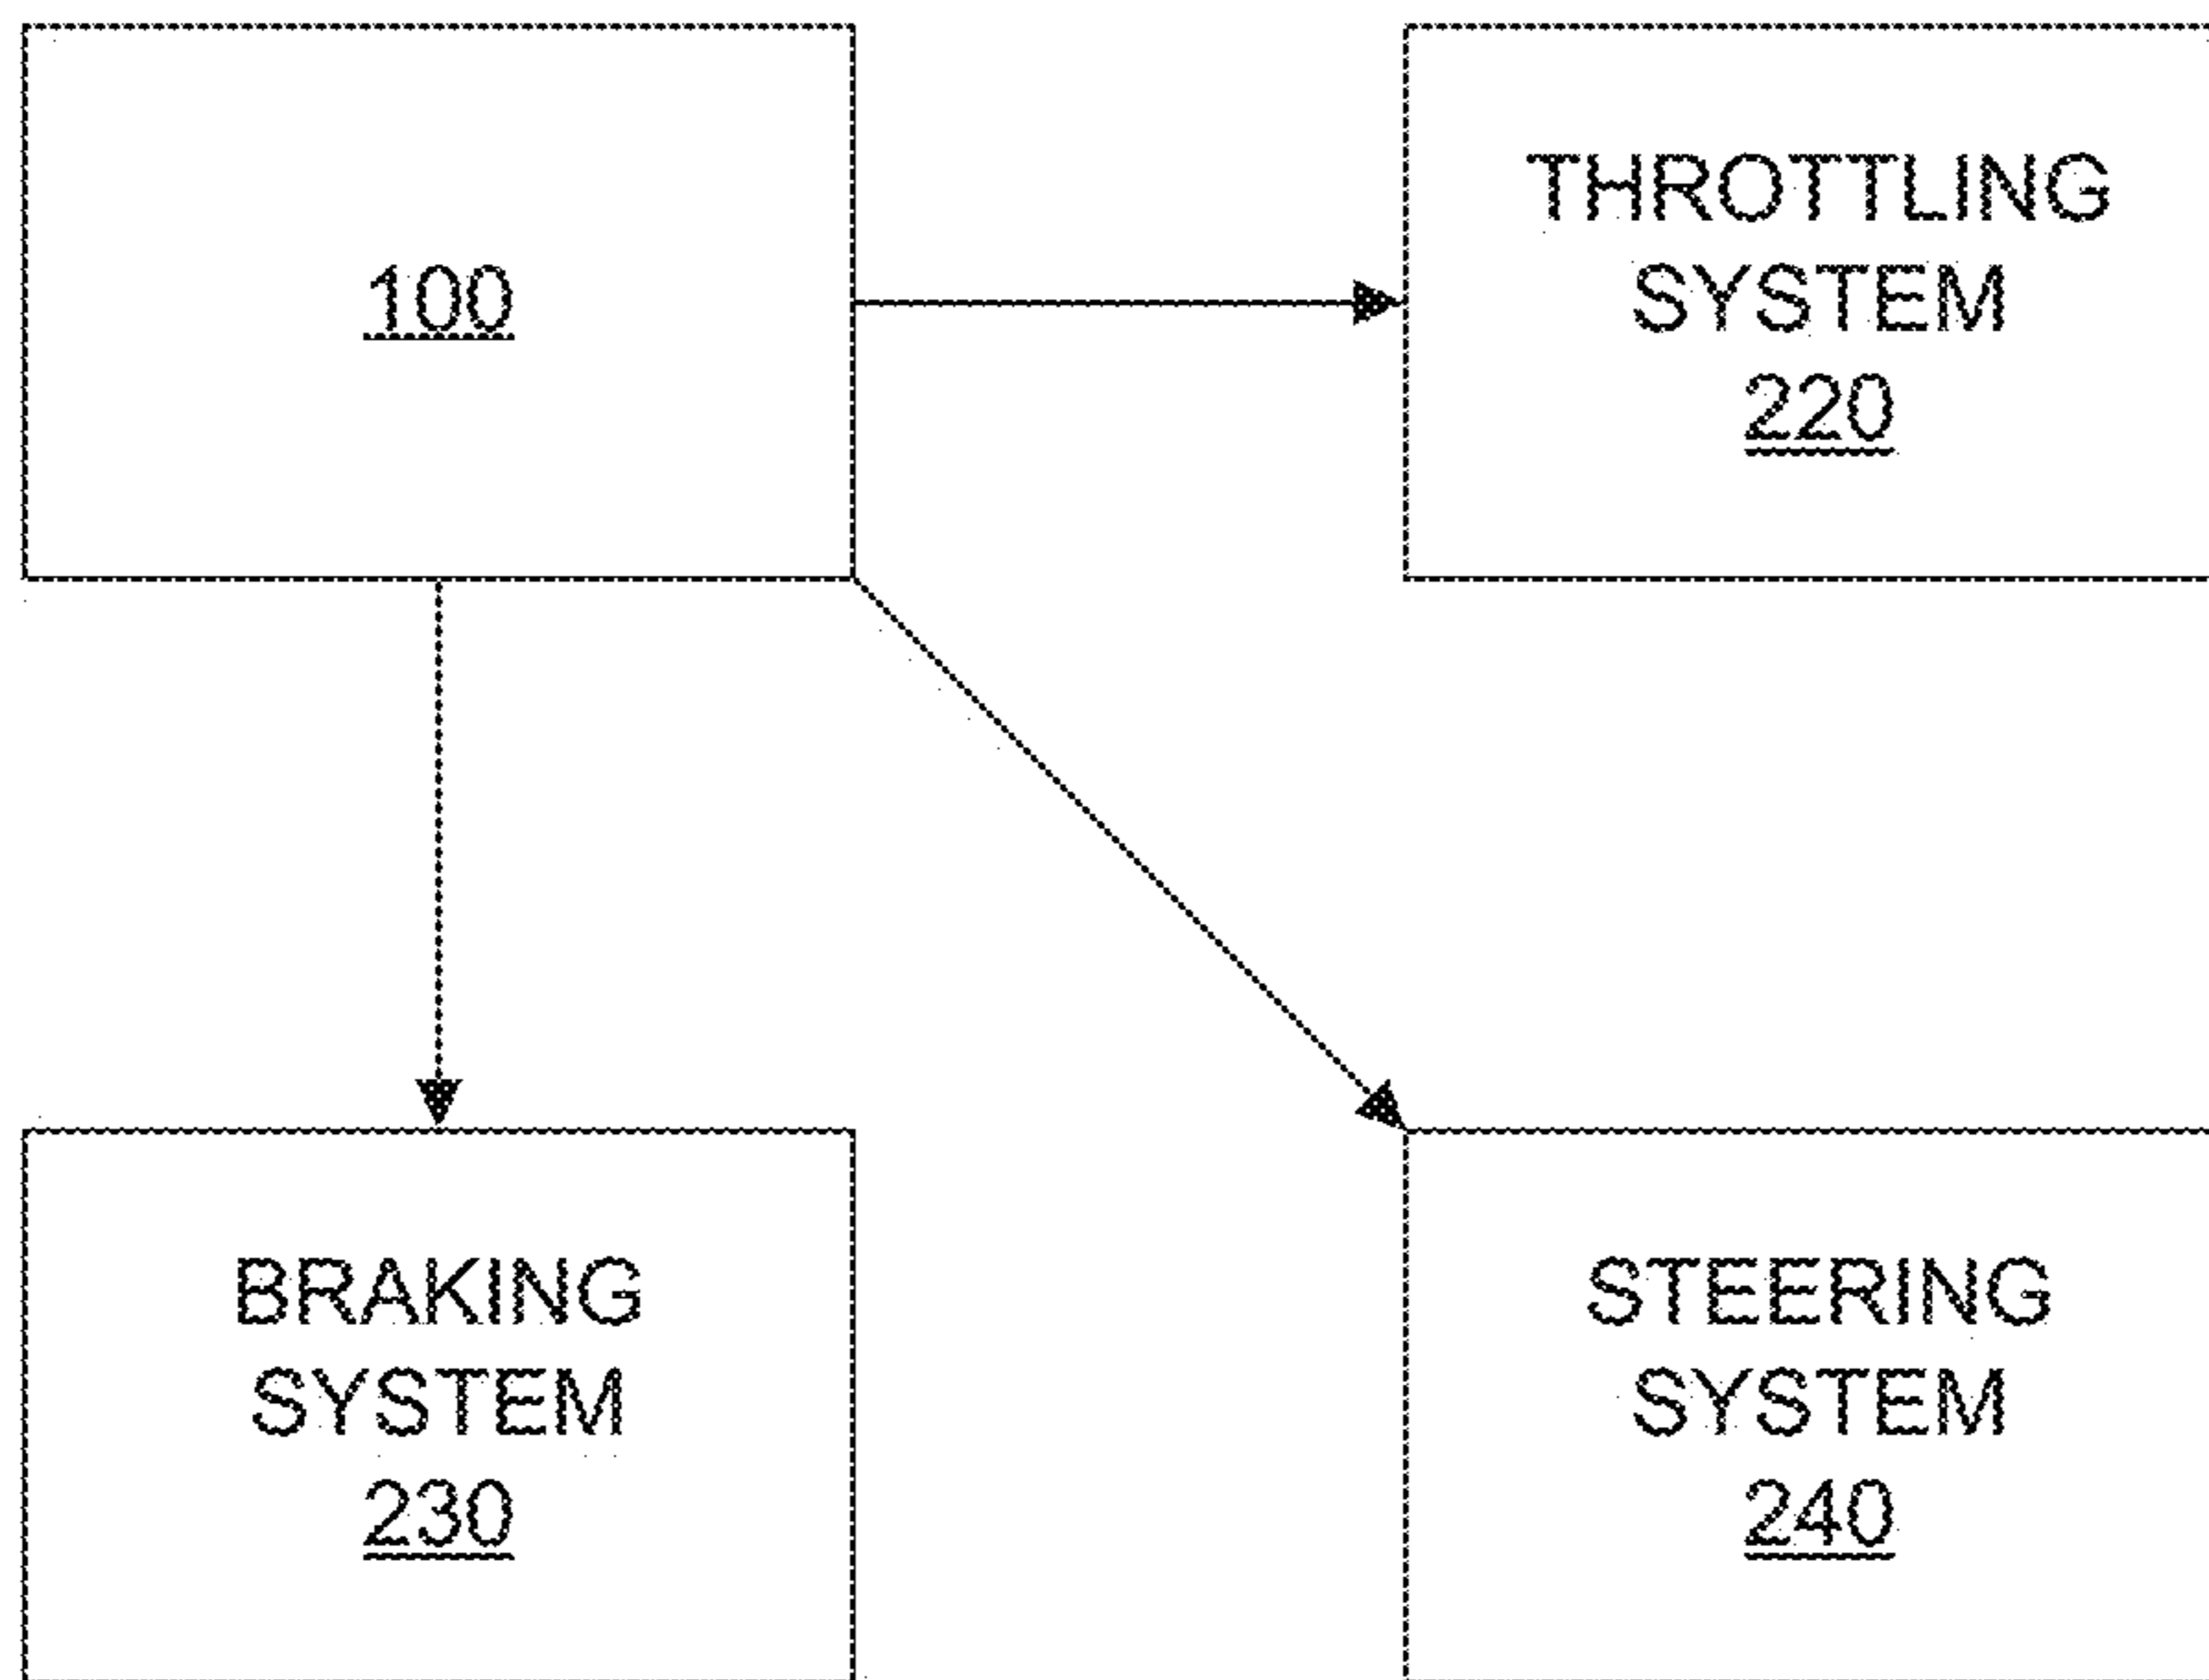 100
THROTTLING
SYSTEM
220
BRAKING
SYSTEM
230
STEERING
SYSTEM
240